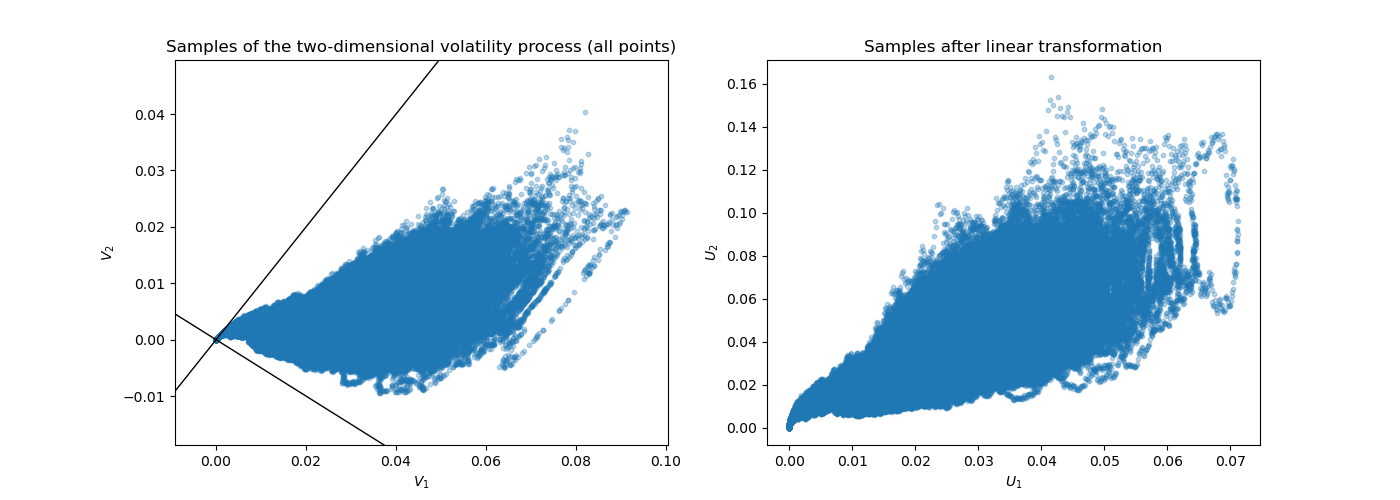 Samples of the two-dimensional volatility process (all points)
0.04
0.03
0.02
0.01
0.00
−0.01
V₂
0.00 0.02 0.04 0.06 0.08 0.10
V₁
Samples after linear transformation
0.16
0.14
0.12
0.10
0.08
0.06
0.04
0.02
0.00
U₂
0.00 0.01 0.02 0.03 0.04 0.05 0.06 0.07
U₁